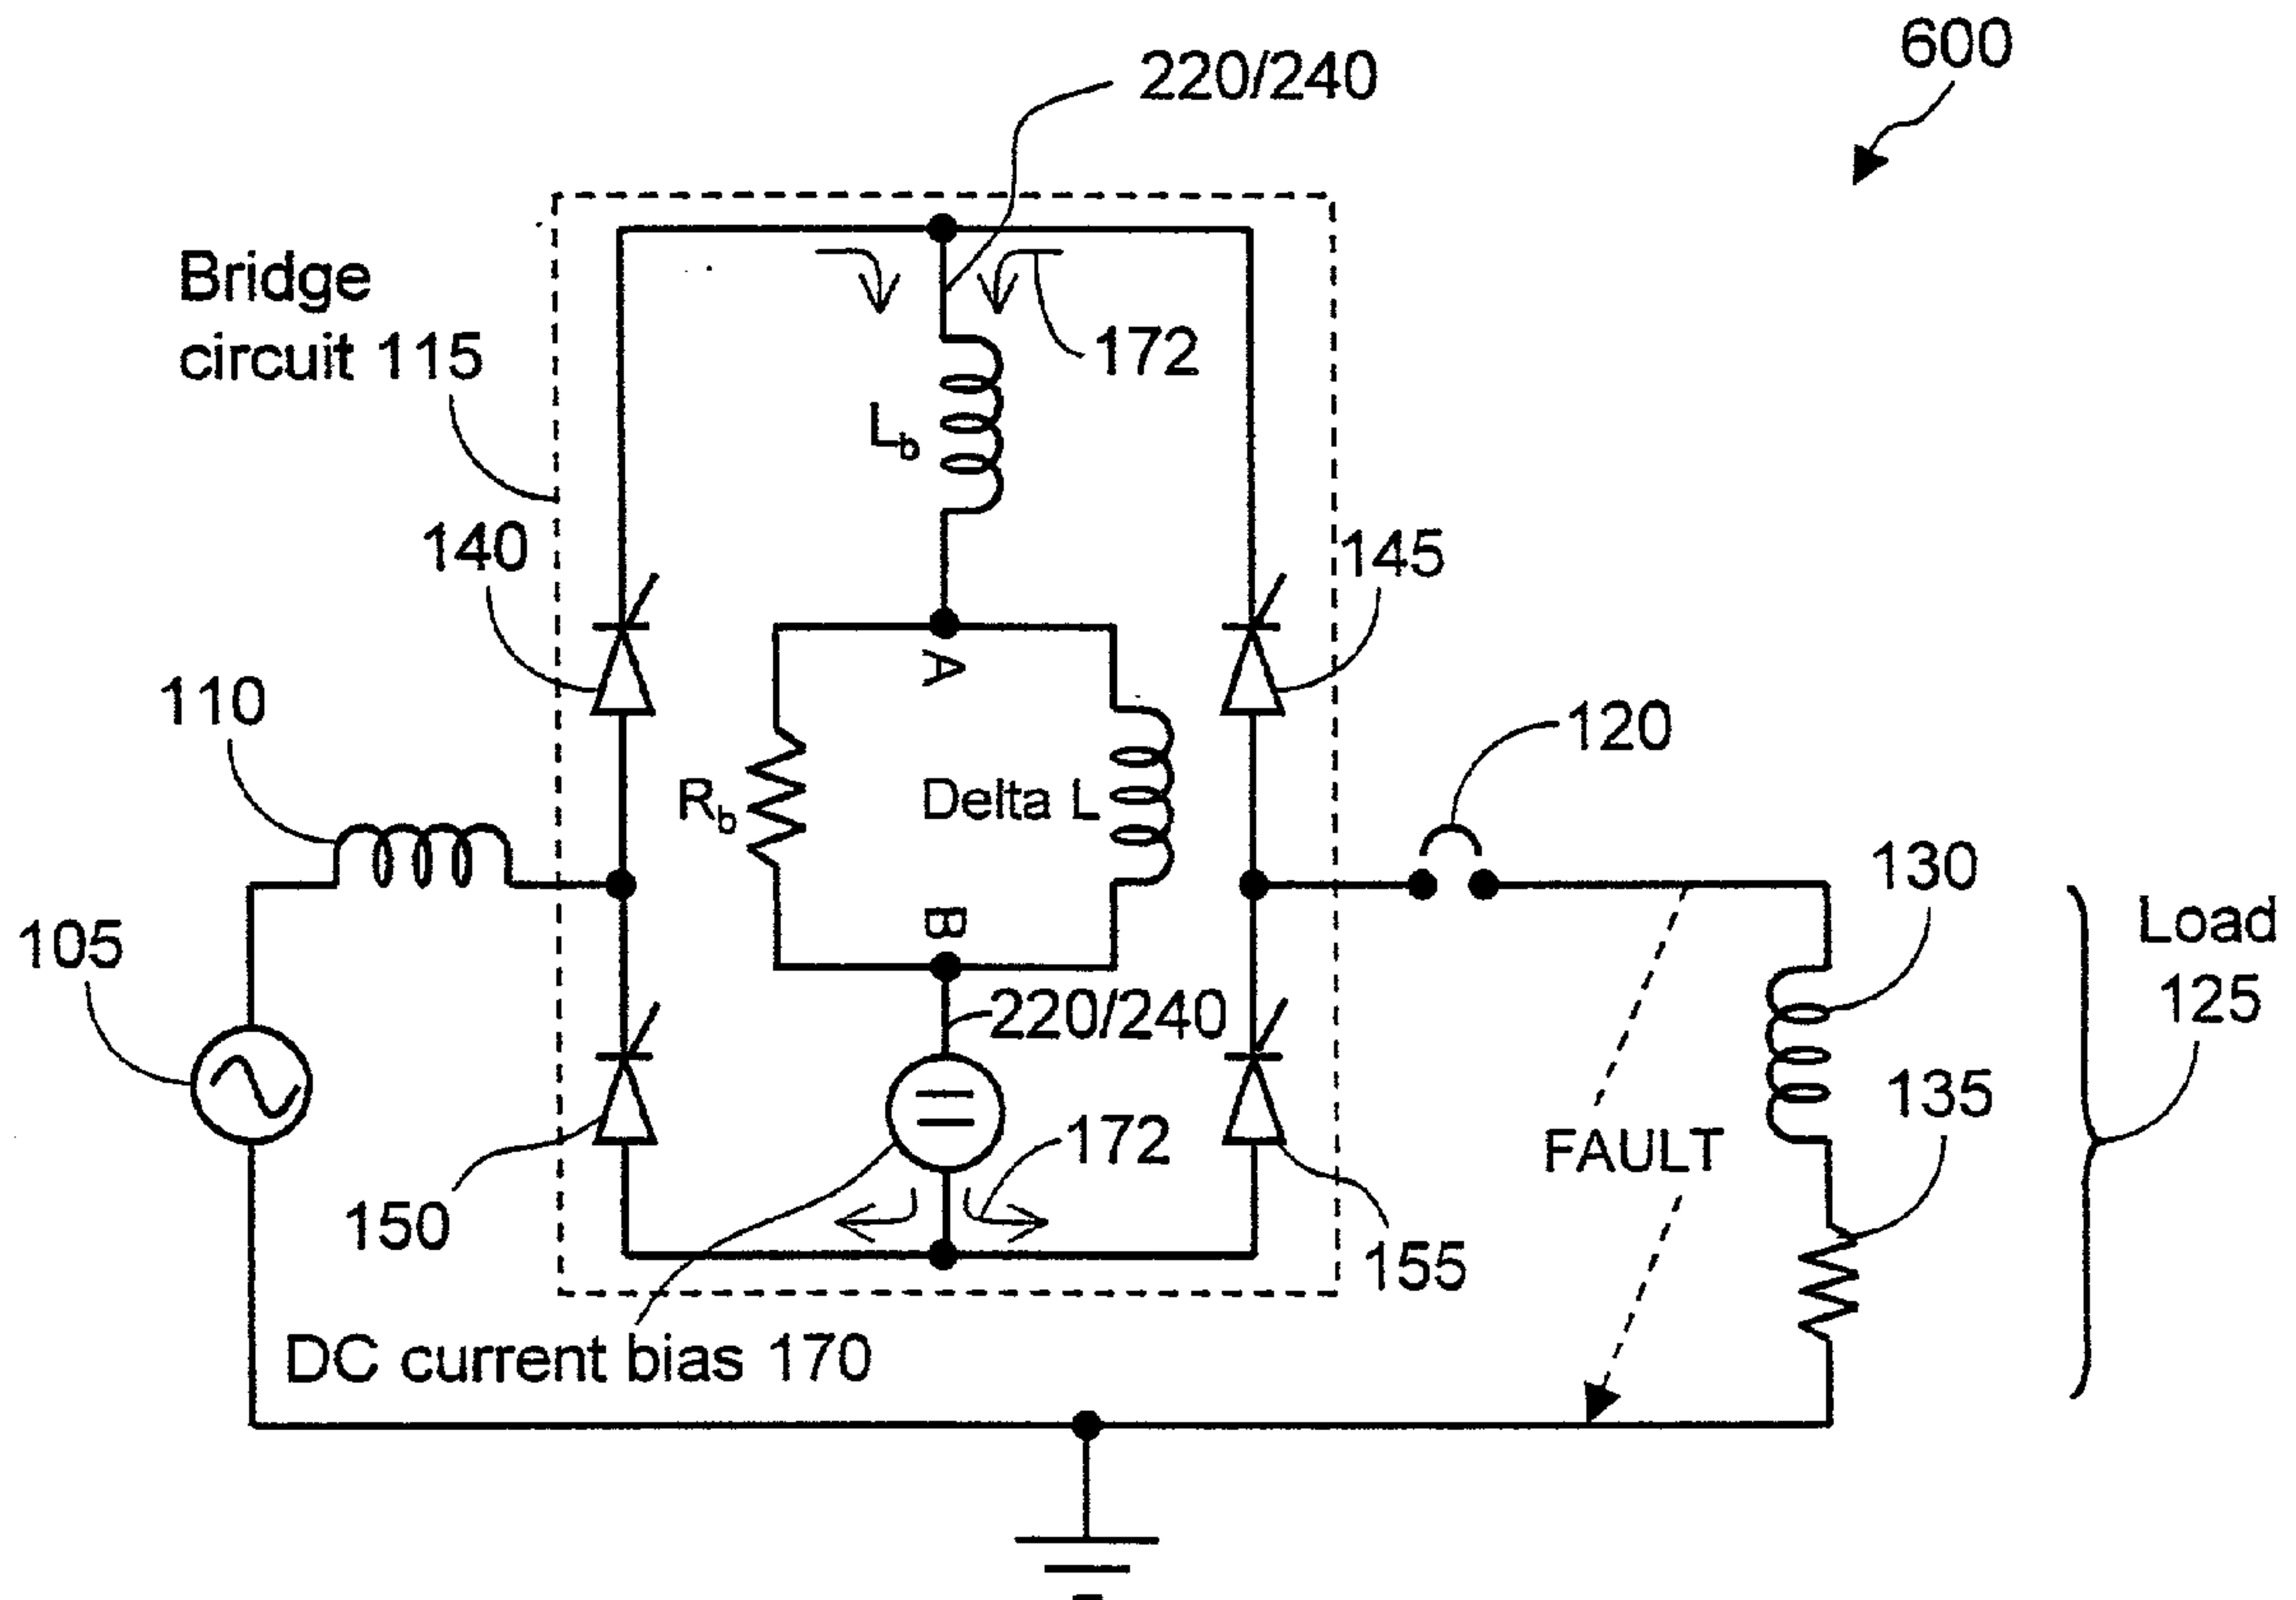 600
220/240
Bridge
circuit 115
172
Lb
140
145
A
110
120
Rb
Delta L
130
105
B
Load
125
220/240
135
172
FAULT
150
155
DC current bias 170